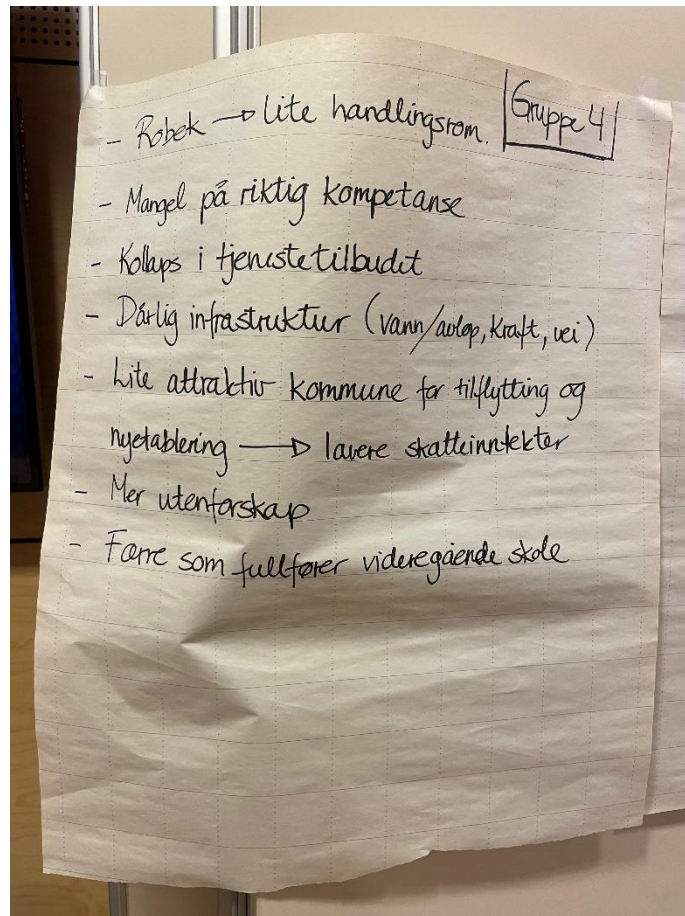 Gruppe 4
- Robek → Lite handlingsrom.
- Mangel på riktig kompetanse
- Kollaps i tjenestetilbudet
- Dårlig infrastruktur (vann/avløp, kraft, vei)
- Lite attraktiv kommune for tilflytting og
nyetablering → lavere skatteinntekter
- Mer utenforskap
- Færre som fullfører videregående skole